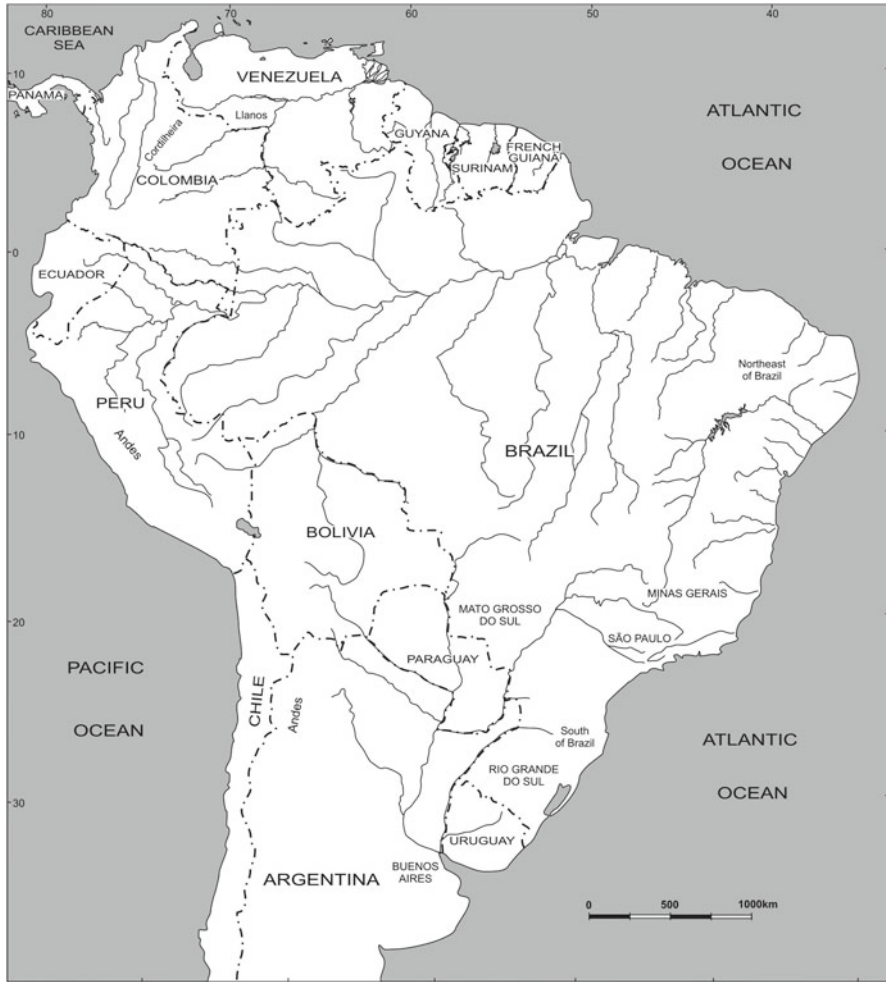 80
70
60
50
40
CARIBBEAN
SEA
10
VENEZUELA
PANAMA
Llanos
Cordilheira
GUYANA
ATLANTIC
OCEAN
FRENCH
GUIANA
SURINAM
COLOMBIA
0
ECUADOR
Northeast
of Brazil
PERU
Andes
10
BRAZIL
BOLIVIA
MINAS GERAIS
MATO GROSSO
DO SUL
20
SÃO PAULO
PARAGUAY
PACIFIC
OCEAN
CHILE
Andes
South
of Brazil
ATLANTIC
OCEAN
RIO GRANDE
DO SUL
30
URUGUAY
BUENOS
AIRES
ARGENTINA
0
500
1000km